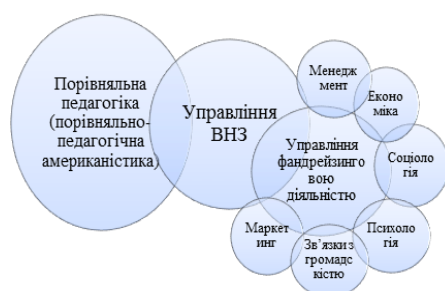 Порівняльна
педагогіка
(порівняльно-
педагогічна
американістика)
Управління
ВНЗ
Управління
фандрейзинго
вою
діяльністю
Менедж
мент
Еконо
міка
Соціоло
гія
Психоло
гія
Зв’язки з
громадс
кістю
Маркет
инг